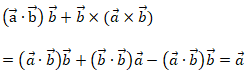 (a⃗ · b⃗) b⃗ + b⃗ × (a⃗ × b⃗)
= (a⃗ · b⃗)b⃗ + (b⃗ · b⃗)a⃗ − (a⃗ · b⃗)b⃗ = a⃗